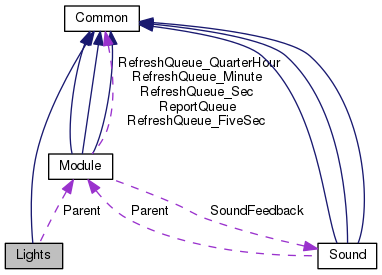 Common
RefreshQueue_QuarterHour
RefreshQueue_Minute
RefreshQueue_Sec
ReportQueue
RefreshQueue_FiveSec
Module
Parent
Parent
SoundFeedback
Lights
Sound